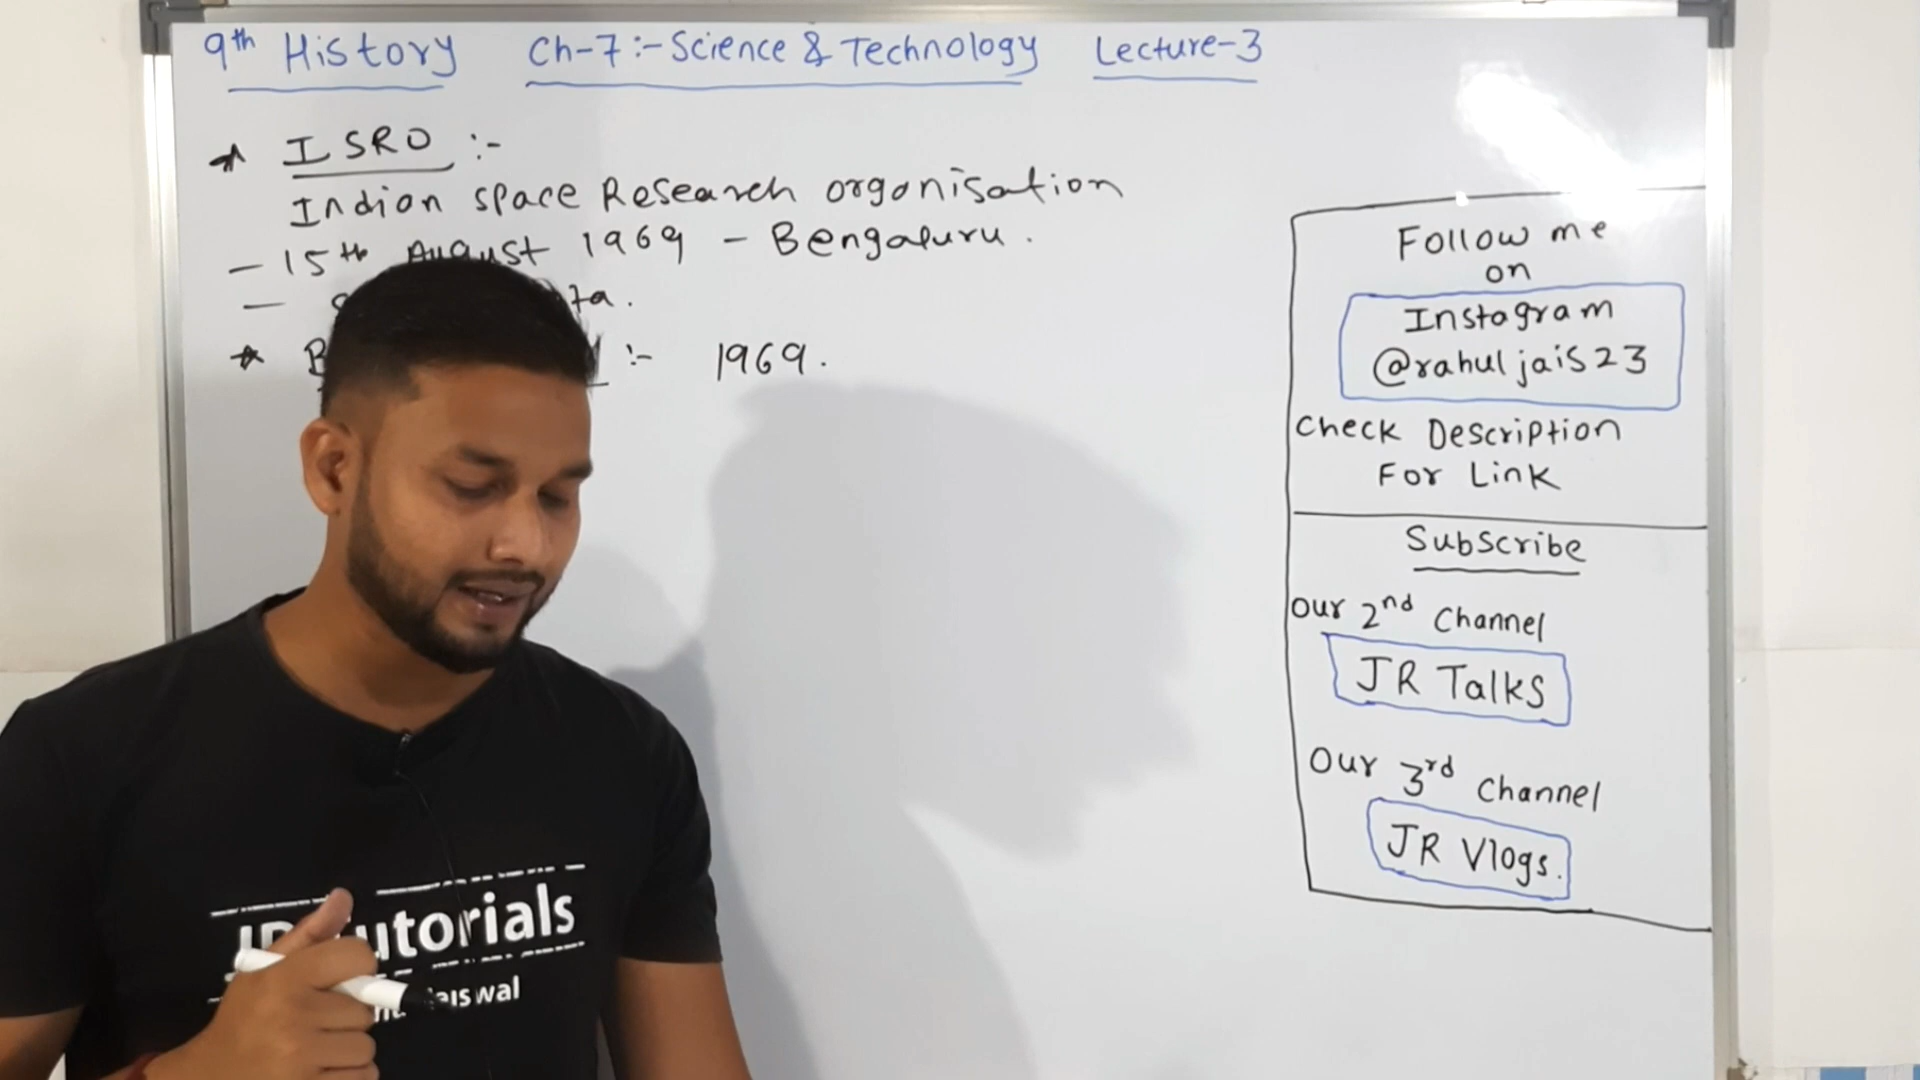 9th History Ch-7:- Science & Technology Lecture-3
ISRO :-
Indian space Research organisation
- 15th August 1969 - Bengaluru.
-
:- 1969.
Follow me
on
Instagram
@rahuljais23
Check Description
For Link
Subscribe
Our 2nd Channel
JR Talks
Our 3rd Channel
JR Vlogs.